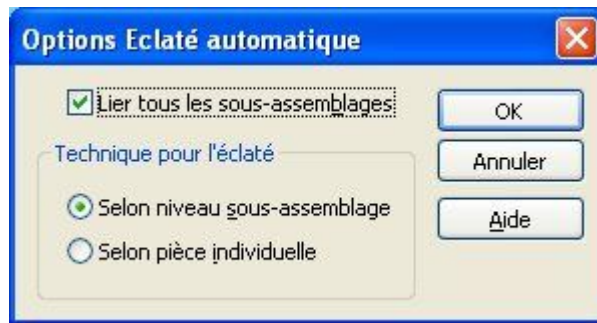 Options Eclaté automatique
Lier tous les sous-assemblages
OK
Technique pour l'éclaté
Annuler
Selon niveau sous-assemblage
Aide
Selon pièce individuelle